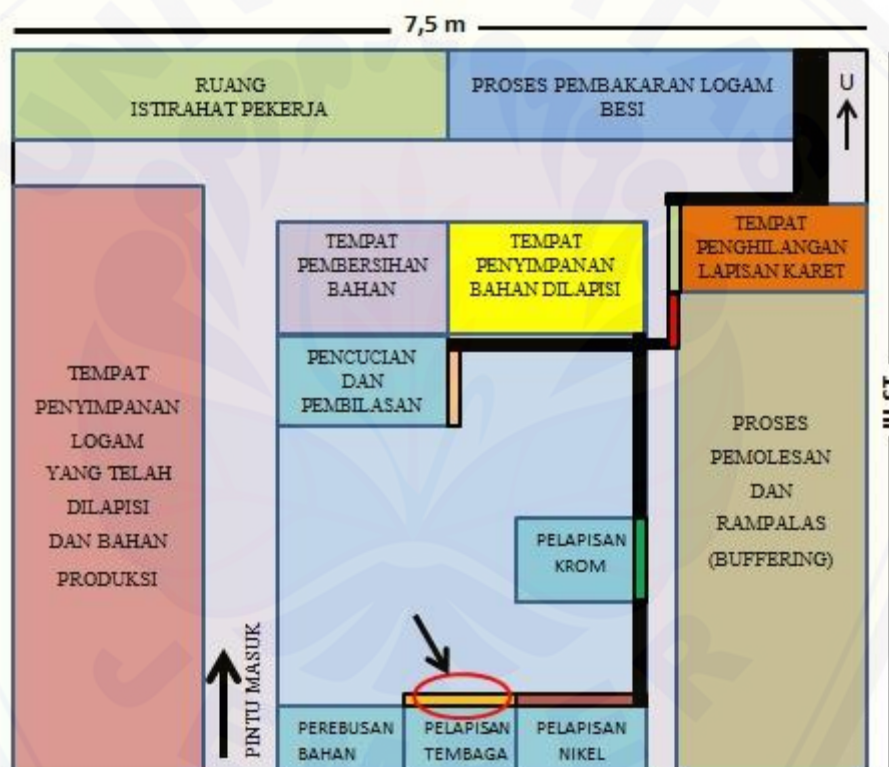 7,5 m
RUANG
ISTIRAHAT PEKERJA
PROSES PEMBAKARAN LOGAM
BESI
U
TEMPAT
PEMBERSIHAN
BAHAN
TEMPAT
PENYIMPANAN
BAHAN DILAPISI
TEMPAT
PENGHILANGAN
LAPISAN KARET
PENCUCIAN
DAN
PEMBILASAN
TEMPAT
PENYIMPANAN
LOGAM
YANG TELAH
DILAPISI
DAN BAHAN
PRODUKSI
PROSES
PEMOLESAN
DAN
RAMPALAS
(BUFFERING)
PELAPISAN
KROM
PINTU MASUK
PEREBUSAN
BAHAN
PELAPISAN
TEMBAGA
PELAPISAN
NIKEL